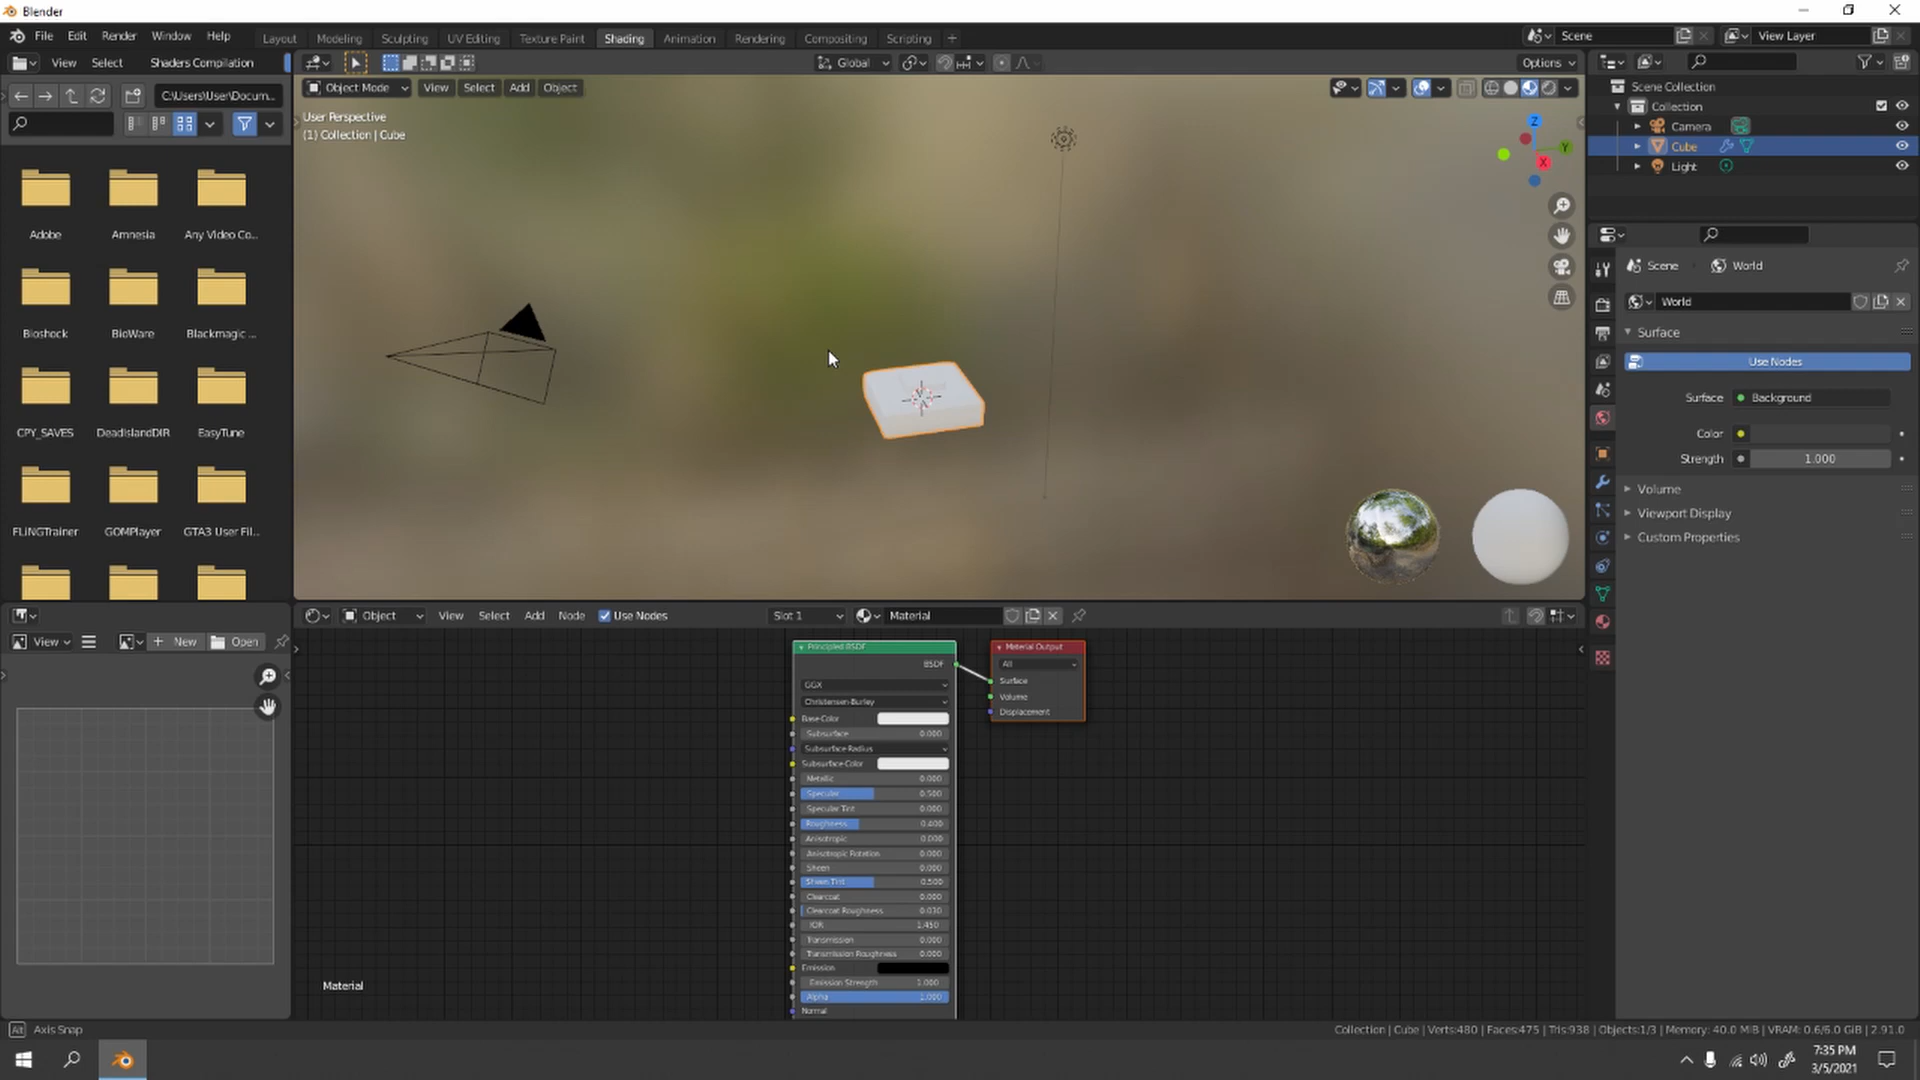 Blender
File Edit Render Window Help
Layout Modeling Sculpting UV Editing Texture Paint Shading Animation Rendering Compositing Scripting +
Scene
View Layer
View Select Shaders Compilation
Global
Options
C:\Users\User\Docum...
Object Mode View Select Add Object
User Perspective
(1) Collection | Cube
Z
Y
X
Adobe Amnesia Any Video Co...
Bioshock BioWare Blackmagic ...
CPY_SAVES DeadIslandDIR EasyTune
FLiNGTrainer GOMPlayer GTA3 User Fil...
Scene Collection
Collection
Camera
Cube
Light
Scene World
World
Surface
Use Nodes
Surface Background
Color
Strength 1.000
Volume
Viewport Display
Custom Properties
View New Open
Object View Select Add Node Use Nodes Slot 1 Material
Principled BSDF
BSDF
GGX
Christensen-Burley
Base Color
Subsurface 0.000
Subsurface Radius
Subsurface Color
Metallic 0.000
Specular 0.500
Specular Tint 0.000
Roughness 0.400
Anisotropic 0.000
Anisotropic Rotation 0.000
Sheen 0.000
Sheen Tint 0.500
Clearcoat 0.000
Clearcoat Roughness 0.030
IOR 1.450
Transmission 0.000
Transmission Roughness 0.000
Emission
Emission Strength 1.000
Alpha 1.000
Normal
Material Output
All
Surface
Volume
Displacement
Material
Alt Axis Snap
Collection | Cube | Verts:480 | Faces:475 | Tris:938 | Objects:1/3 | Memory: 40.0 MiB | VRAM: 0.6/6.0 GiB | 2.91.0
7:35 PM
3/5/2021